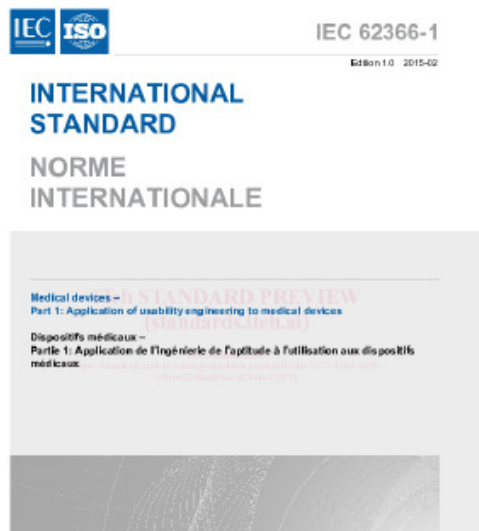 IEC ISO
IEC 62366-1
Edition 1.0 2015-02
INTERNATIONAL
STANDARD
NORME
INTERNATIONALE
iTeh STANDARD PREVIEW
(standards.iteh.ai)
Medical devices –
Part 1: Application of usability engineering to medical devices
Dispositifs médicaux –
Partie 1: Application de l'ingénierie de l'aptitude à l'utilisation aux dispositifs
médicaux